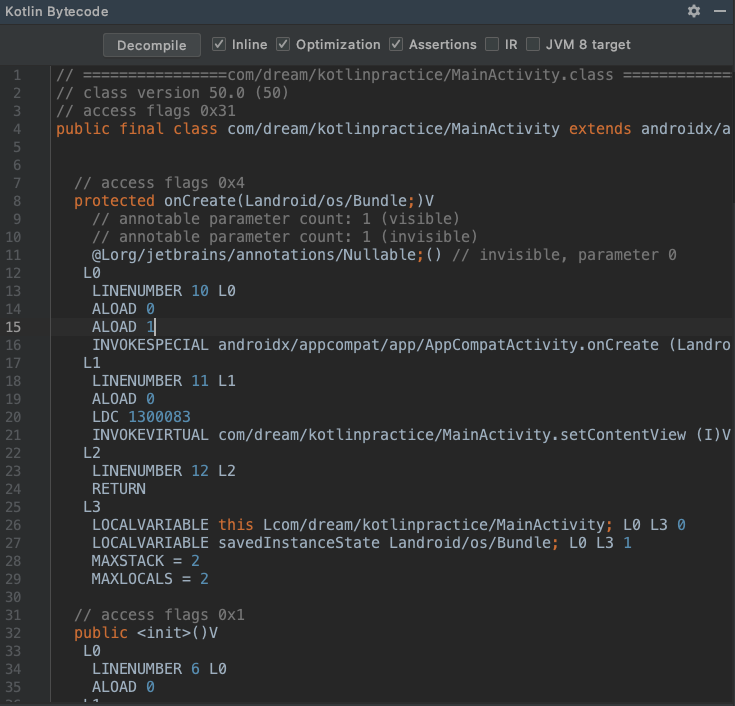 Kotlin Bytecode
Decompile Inline Optimization Assertions IR JVM 8 target
1 // ================com/dream/kotlinpractice/MainActivity.class ============
2 // class version 50.0 (50)
3 // access flags 0x31
4 public final class com/dream/kotlinpractice/MainActivity extends androidx/a
5
6
7 // access flags 0x4
8 protected onCreate(Landroid/os/Bundle;)V
9 // annotable parameter count: 1 (visible)
10 // annotable parameter count: 1 (invisible)
11 @Lorg/jetbrains/annotations/Nullable;() // invisible, parameter 0
12 L0
13 LINENUMBER 10 L0
14 ALOAD 0
15 ALOAD 1
16 INVOKESPECIAL androidx/appcompat/app/AppCompatActivity.onCreate (Landro
17 L1
18 LINENUMBER 11 L1
19 ALOAD 0
20 LDC 1300083
21 INVOKEVIRTUAL com/dream/kotlinpractice/MainActivity.setContentView (I)V
22 L2
23 LINENUMBER 12 L2
24 RETURN
25 L3
26 LOCALVARIABLE this Lcom/dream/kotlinpractice/MainActivity; L0 L3 0
27 LOCALVARIABLE savedInstanceState Landroid/os/Bundle; L0 L3 1
28 MAXSTACK = 2
29 MAXLOCALS = 2
30
31 // access flags 0x1
32 public <init>()V
33 L0
34 LINENUMBER 6 L0
35 ALOAD 0
36 L1